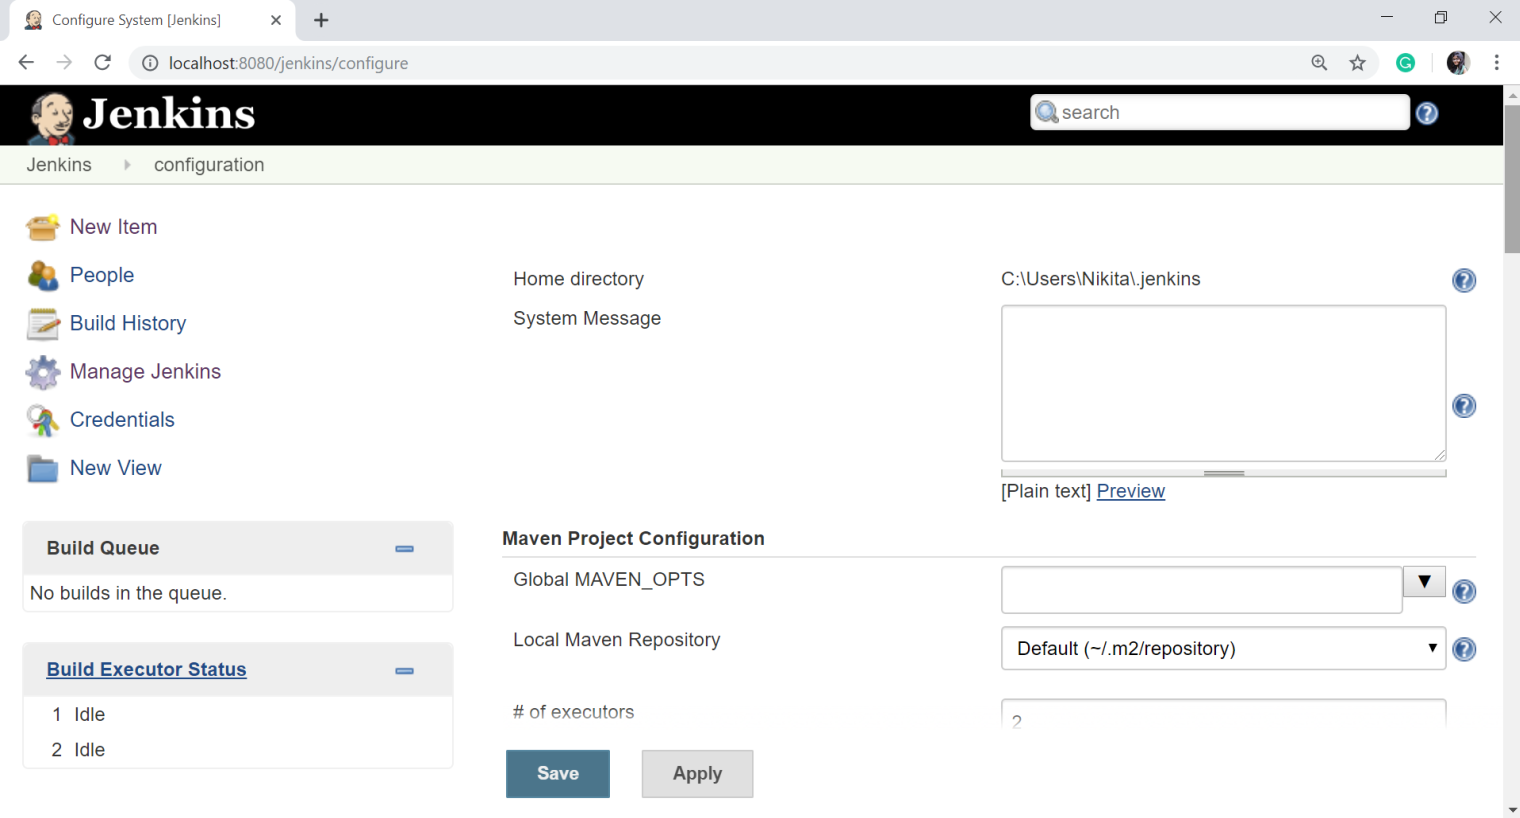 Configure System [Jenkins]
localhost:8080/jenkins/configure
Jenkins
search
Jenkins configuration
New Item
People
Build History
Manage Jenkins
Credentials
New View
Build Queue
No builds in the queue.
Build Executor Status
1 Idle
2 Idle
Home directory C:\Users\Nikita\.jenkins
System Message
[Plain text] Preview
Maven Project Configuration
Global MAVEN_OPTS
Local Maven Repository Default (~/.m2/repository)
# of executors 2
Save Apply